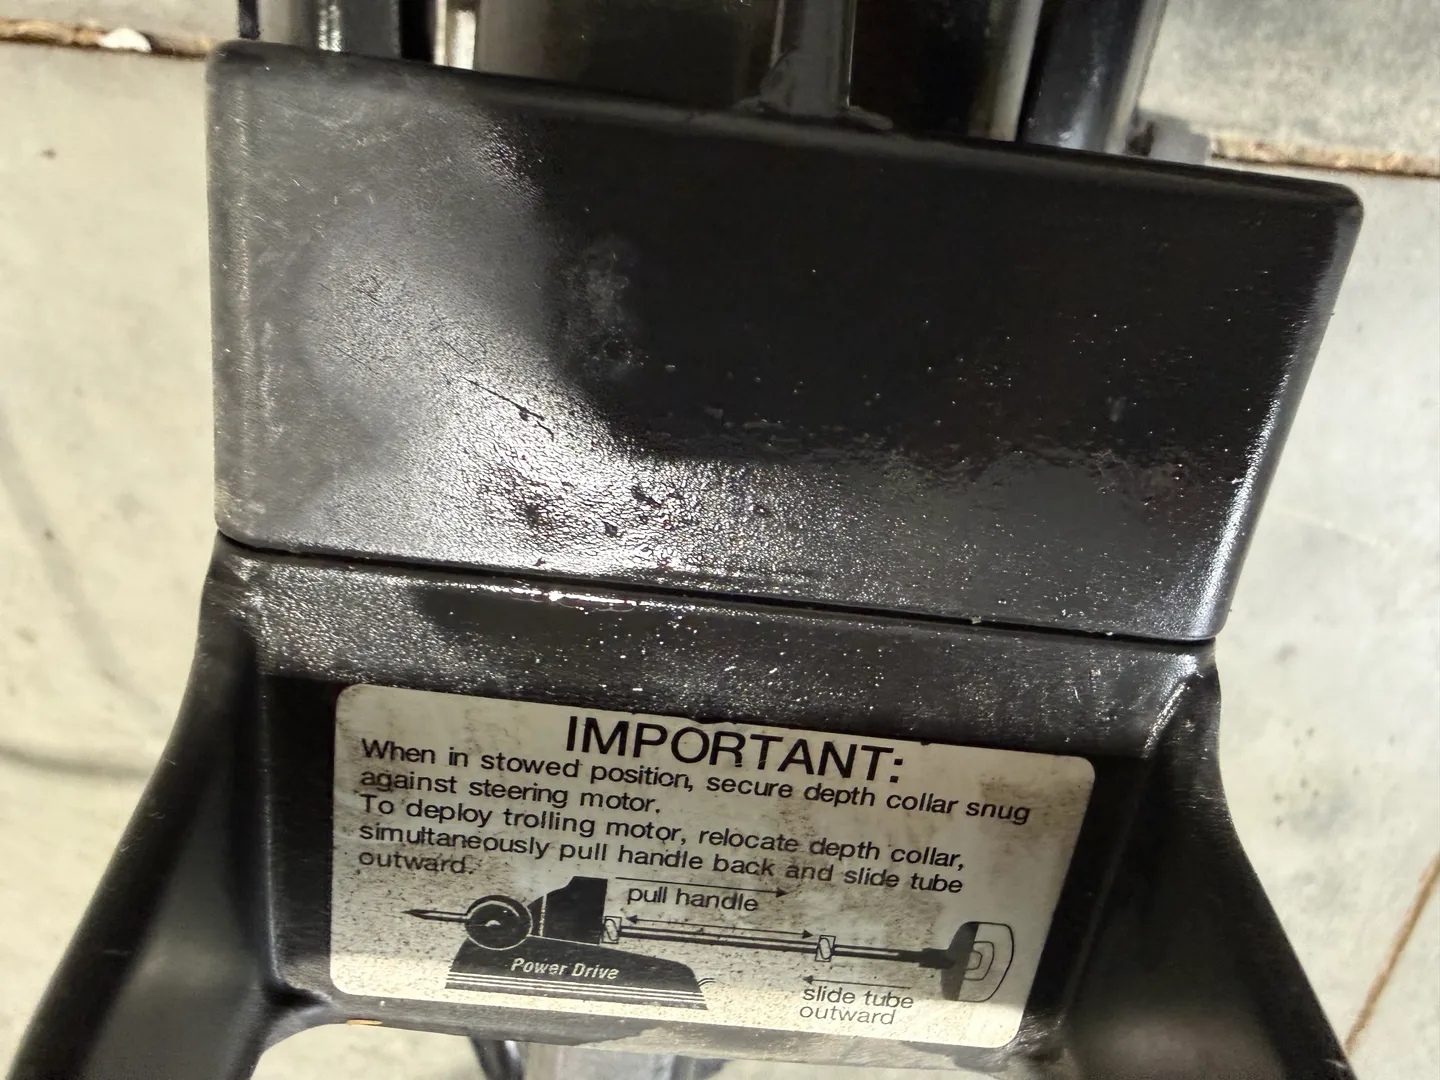 IMPORTANT:
When in stowed position, secure depth collar snug
against steering motor.
To deploy trolling motor, relocate depth collar,
simultaneously pull handle back and slide tube
outward.
pull handle
Power Drive
slide tube
outward